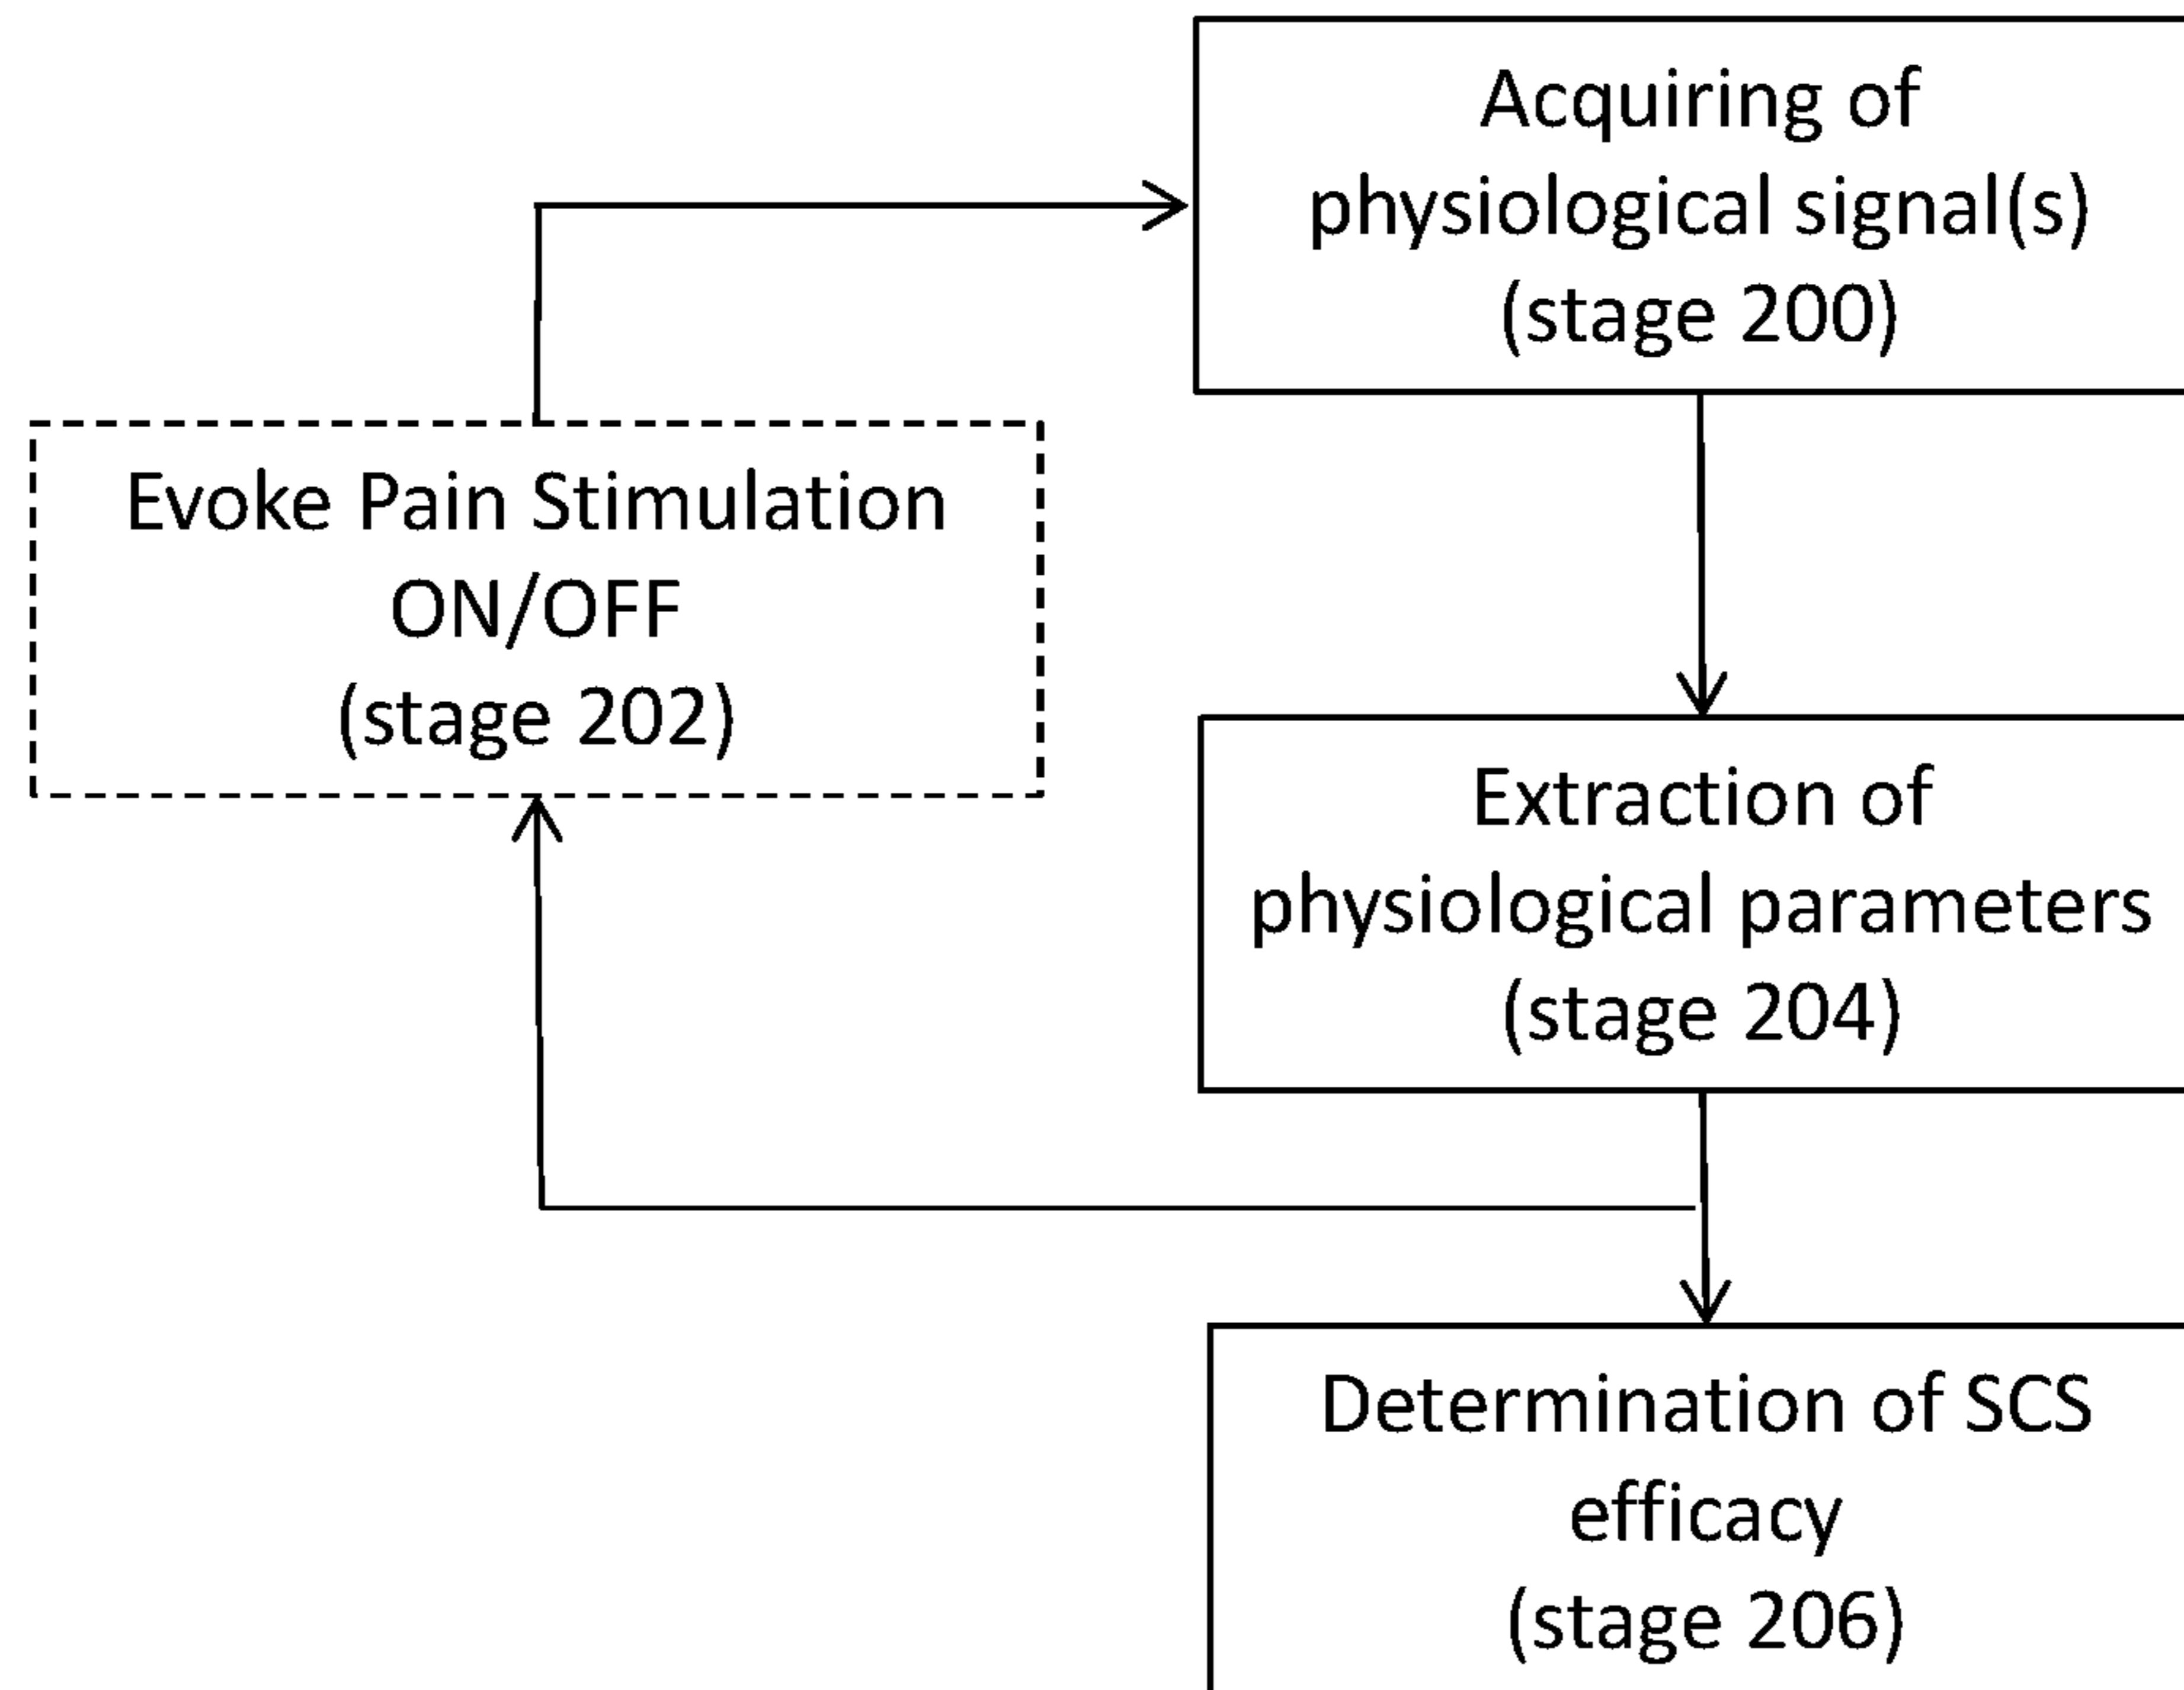 Acquiring of
physiological signal(s)
(stage 200)
Evoke Pain Stimulation
ON/OFF
(stage 202)
Extraction of
physiological parameters
(stage 204)
Determination of SCS
efficacy
(stage 206)